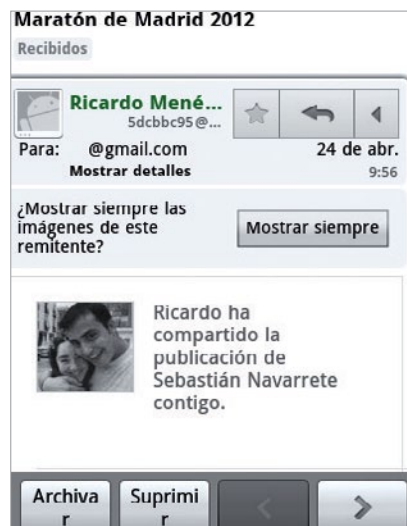 Maratón de Madrid 2012
Recibidos
Ricardo Mené...
5dcbbc95@...
Para: @gmail.com 24 de abr.
Mostrar detalles 9:56
¿Mostrar siempre las
imágenes de este
remitente?
Mostrar siempre
Ricardo ha
compartido la
publicación de
Sebastián Navarrete
contigo.
Archiva
r
Suprimi
r